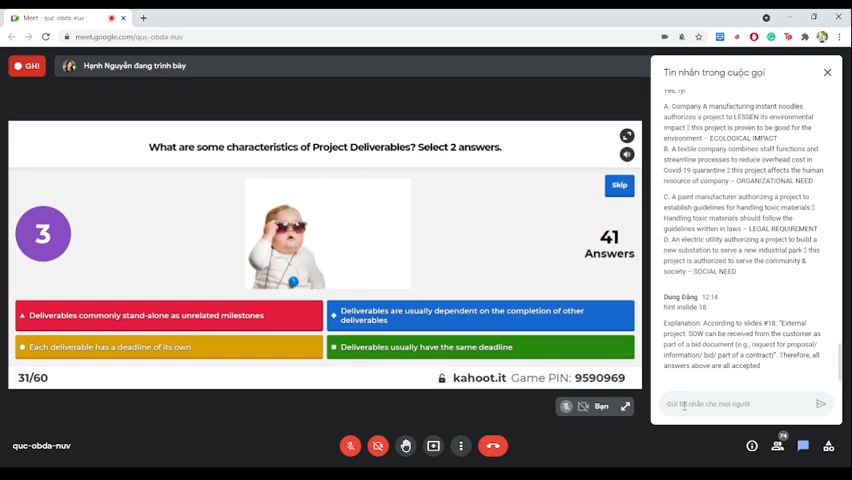 Meet - quc-obda-nuv
meet.google.com/quc-obda-nuv
GHI
Hạnh Nguyễn đang trình bày
What are some characteristics of Project Deliverables? Select 2 answers.
Skip
3
41
Answers
Deliverables commonly stand-alone as unrelated milestones
Deliverables are usually dependent on the completion of other
deliverables
Each deliverable has a deadline of its own
Deliverables usually have the same deadline
31/60
kahoot.it Game PIN: 9590969
Bạn
quc-obda-nuv
Tin nhắn trong cuộc gọi
A. Company A manufacturing instant noodles
authorizes a project to LESSEN its environmental
impact this project is proven to be good for the
environment – ECOLOGICAL IMPACT
B. A textile company combines staff functions and
streamline processes to reduce overhead cost in
Covid-19 quarantine this project affects the human
resource of company – ORGANIZATIONAL NEED
C. A paint manufacturer authorizing a project to
establish guidelines for handling toxic materials
Handling toxic materials should follow the
guidelines written in laws – LEGAL REQUIREMENT
D. An electric utility authorizing a project to build a
new substation to serve a new industrial park this
project is authorized to serve the community &
society – SOCIAL NEED
Dung Đặng 12:14
hint inslide 18
Explanation: According to slides #18: "External
project: SOW can be received from the customer as
part of a bid document (e.g., request for proposal/
information/ bid/ part of a contract)". Therefore, all
answers above are all accepted
Gửi tin nhắn cho mọi người
74